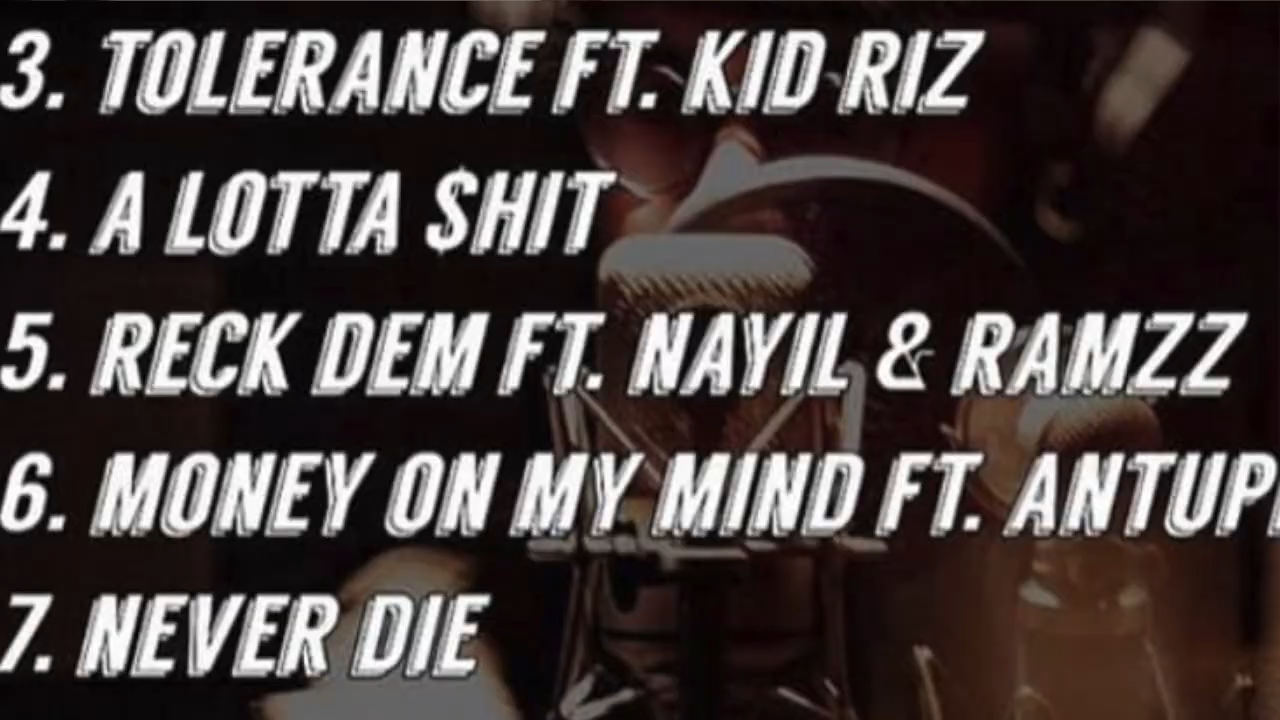 3. TOLERANCE FT. KID RIZ
4. A LOTTA $HIT
5. RECK DEM FT. NAYIL & RAMZZ
6. MONEY ON MY MIND FT.
7. NEVER DIE